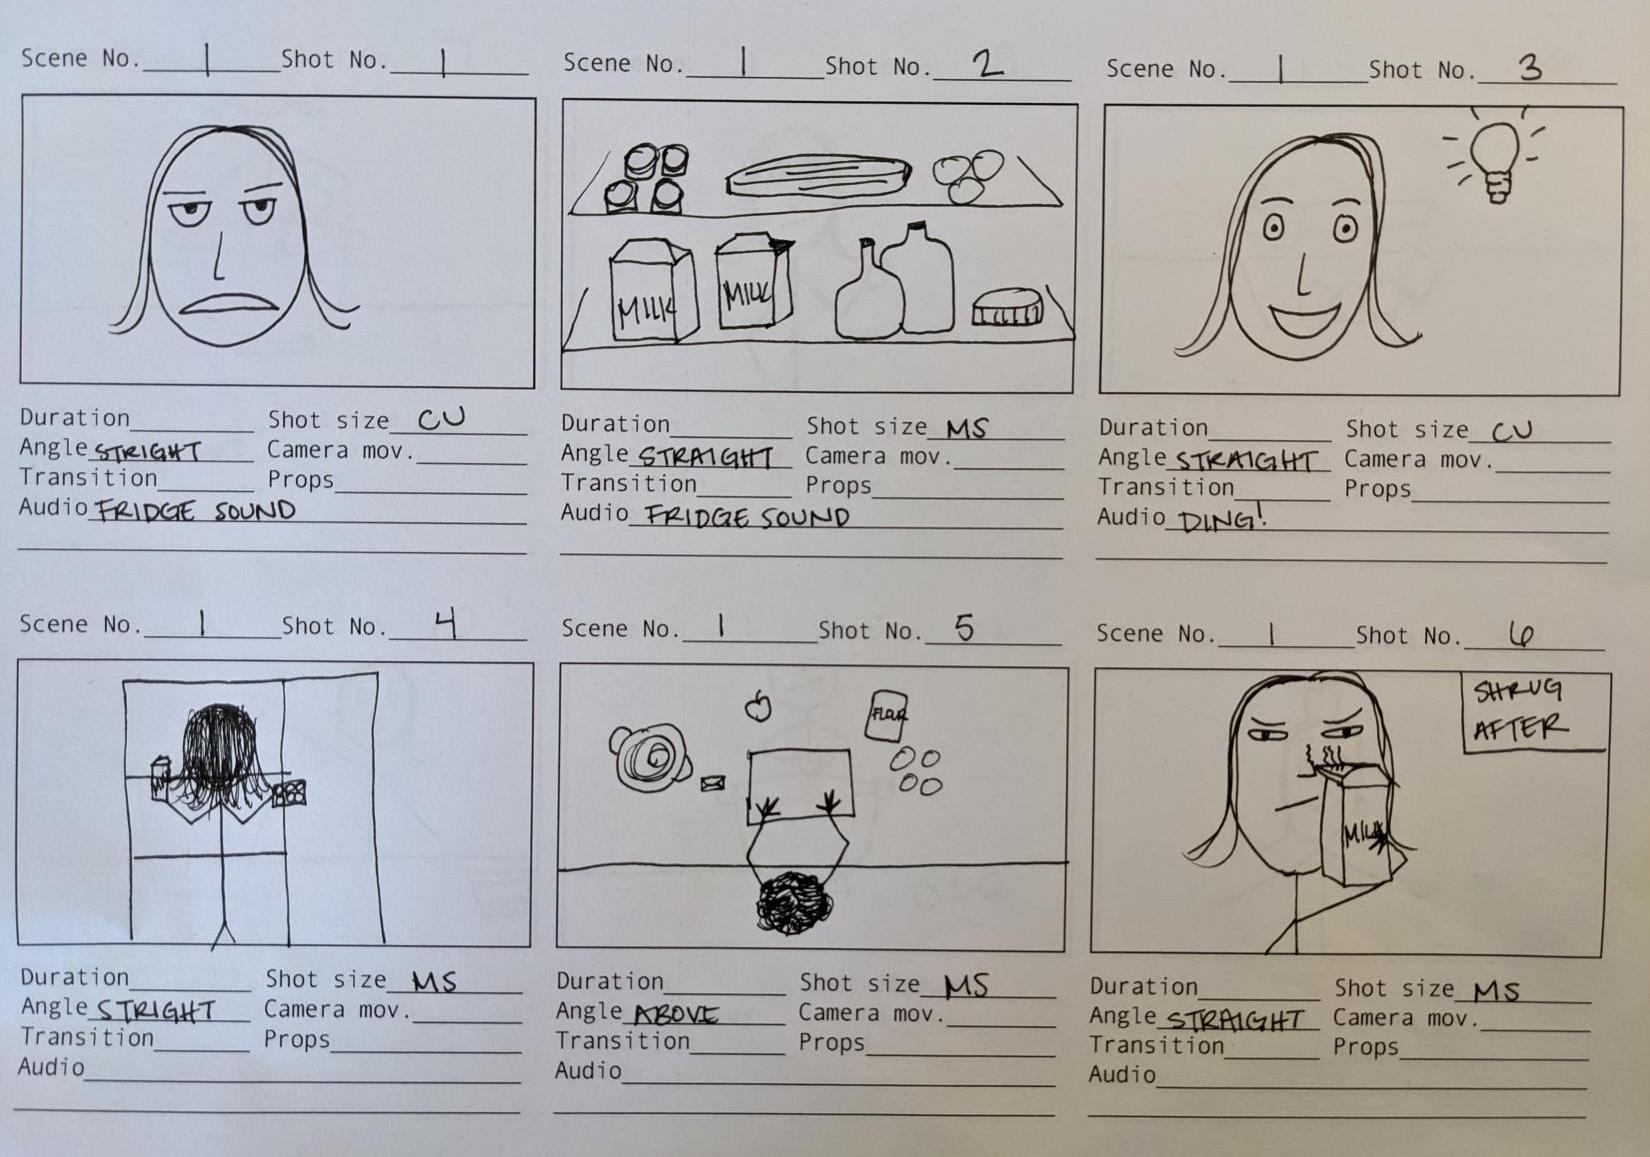 Scene No. 1 Shot No. 1
Scene No. 1 Shot No. 2
Scene No. 1 Shot No. 3
MILK MILK
Duration Shot size CU
Angle STRIGHT Camera mov.
Transition Props
Audio FRIDGE SOUND
Duration Shot size MS
Angle STRAIGHT Camera mov.
Transition Props
Audio FRIDGE SOUND
Duration Shot size CU
Angle STRAIGHT Camera mov.
Transition Props
Audio DING!
Scene No. 1 Shot No. 4
Scene No. 1 Shot No. 5
Scene No. 1 Shot No. 6
FLOUR
SHRUG
AFTER
MILK
Duration Shot size MS
Angle STRIGHT Camera mov.
Transition Props
Audio
Duration Shot size MS
Angle ABOVE Camera mov.
Transition Props
Audio
Duration Shot size MS
Angle STRAIGHT Camera mov.
Transition Props
Audio